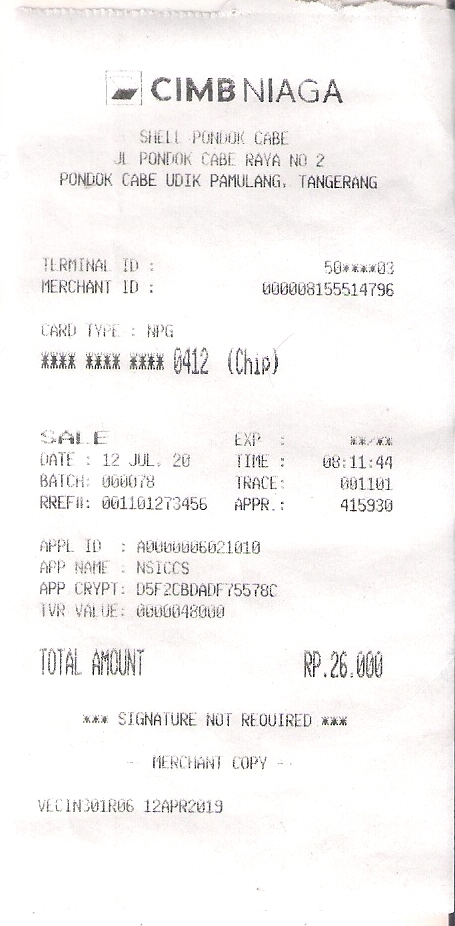 CIMB NIAGA
SHELL PONDOK CABE
JL PONDOK CABE RAYA NO 2
PONDOK CABE UDIK PAMULANG, TANGERANG
TERMINAL ID : 50****03
MERCHANT ID : 000008155514796
CARD TYPE : NPG
**** **** **** 0412 (Chip)
SALE EXP : **/**
DATE : 12 JUL, 20 TIME : 08:11:44
BATCH: 000078 TRACE: 001101
RREF#: 001101273456 APPR.: 415930
APPL ID : A0000006021010
APP NAME : NSICCS
APP CRYPT: D5F2CBDADF75578C
TVR VALUE: 0000048000
TOTAL AMOUNT RP.26.000
*** SIGNATURE NOT REQUIRED ***
-- MERCHANT COPY --
VECIN301R06 12APR2019